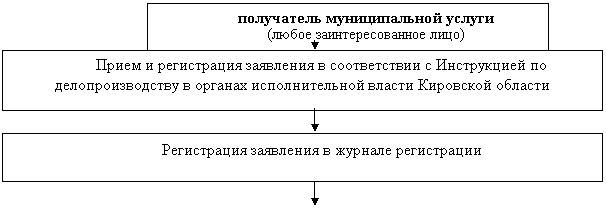 получатель муниципальной услуги
(любое заинтересованное лицо)
Прием и регистрация заявления в соответствии с Инструкцией по
делопроизводству в органах исполнительной власти Кировской области
Регистрация заявления в журнале регистрации